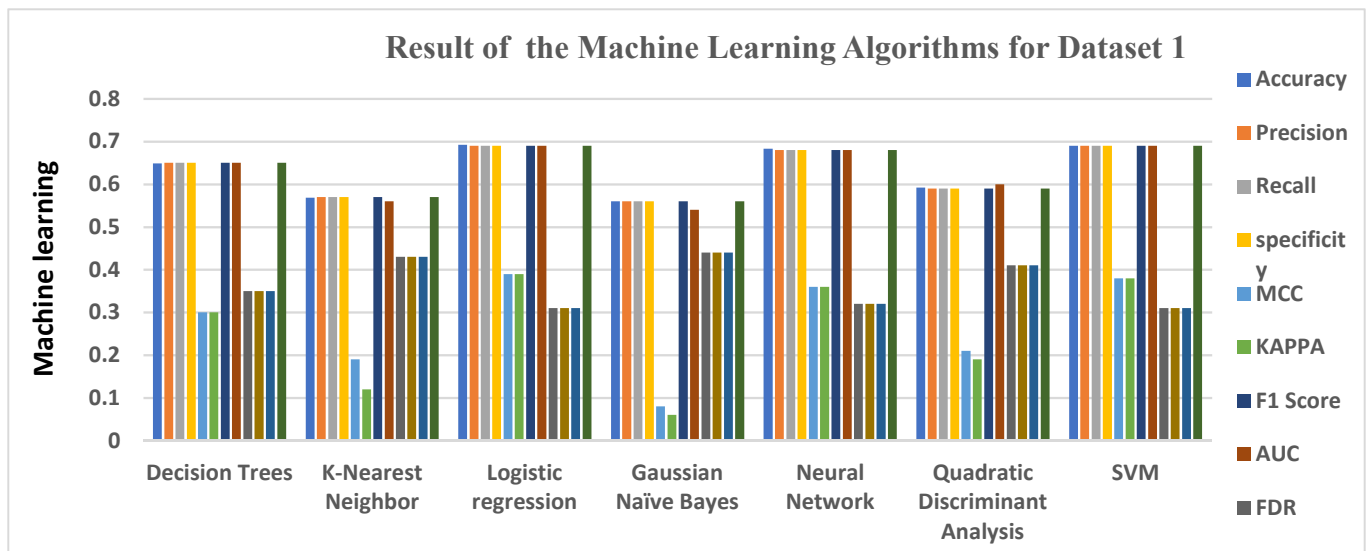 Result of the Machine Learning Algorithms for Dataset 1
Machine learning
0.8
0.7
0.6
0.5
0.4
0.3
0.2
0.1
0
Decision Trees
K-Nearest
Neighbor
Logistic
regression
Gaussian
Naïve Bayes
Neural
Network
Quadratic
Discriminant
Analysis
SVM
Accuracy
Precision
Recall
specificit
y
MCC
KAPPA
F1 Score
AUC
FDR